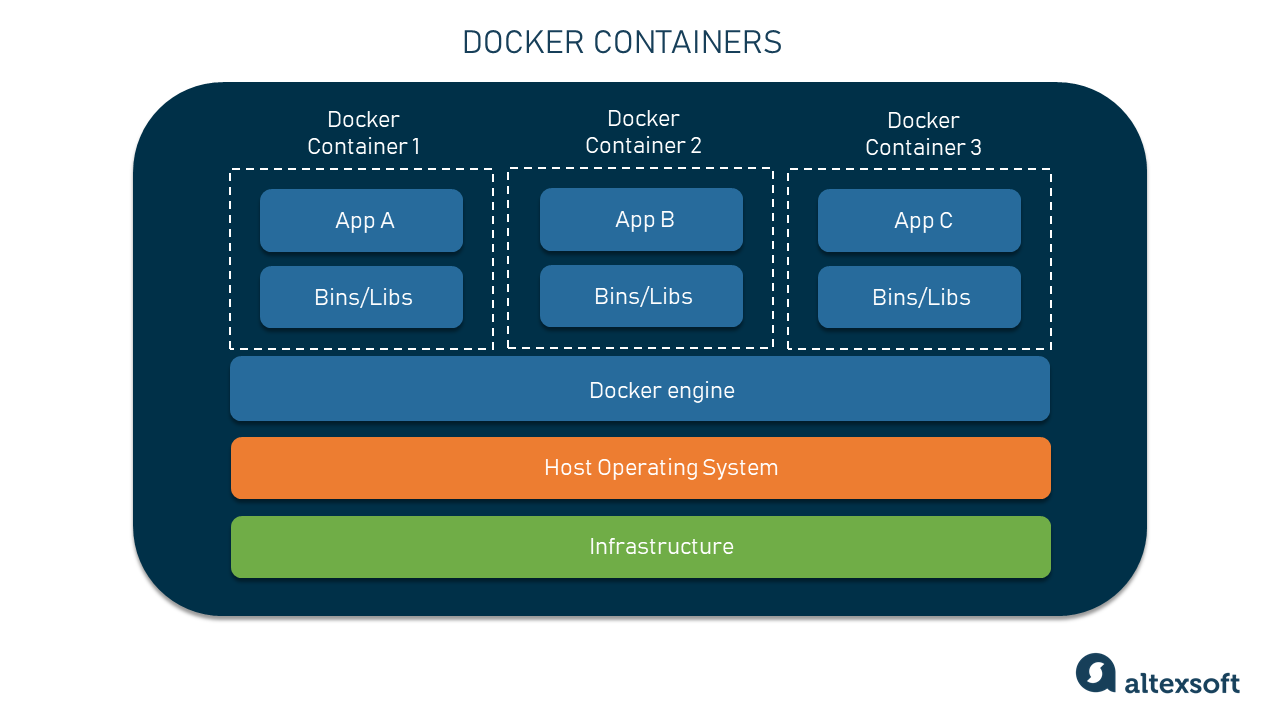 DOCKER CONTAINERS
Docker
Container 1
Docker
Container 2
Docker
Container 3
App A
App B
App C
Bins/Libs
Bins/Libs
Bins/Libs
Docker engine
Host Operating System
Infrastructure
altexsoft